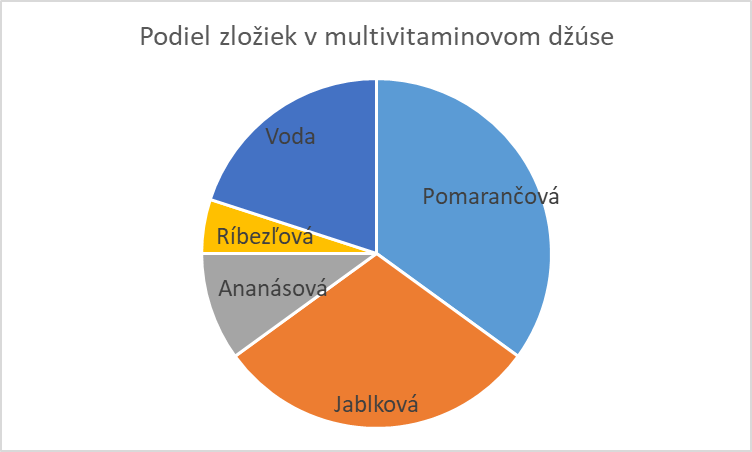 Podiel zložiek v multivitaminovom džúse
Voda
Pomarančová
Ríbezľová
Ananásová
Jablková